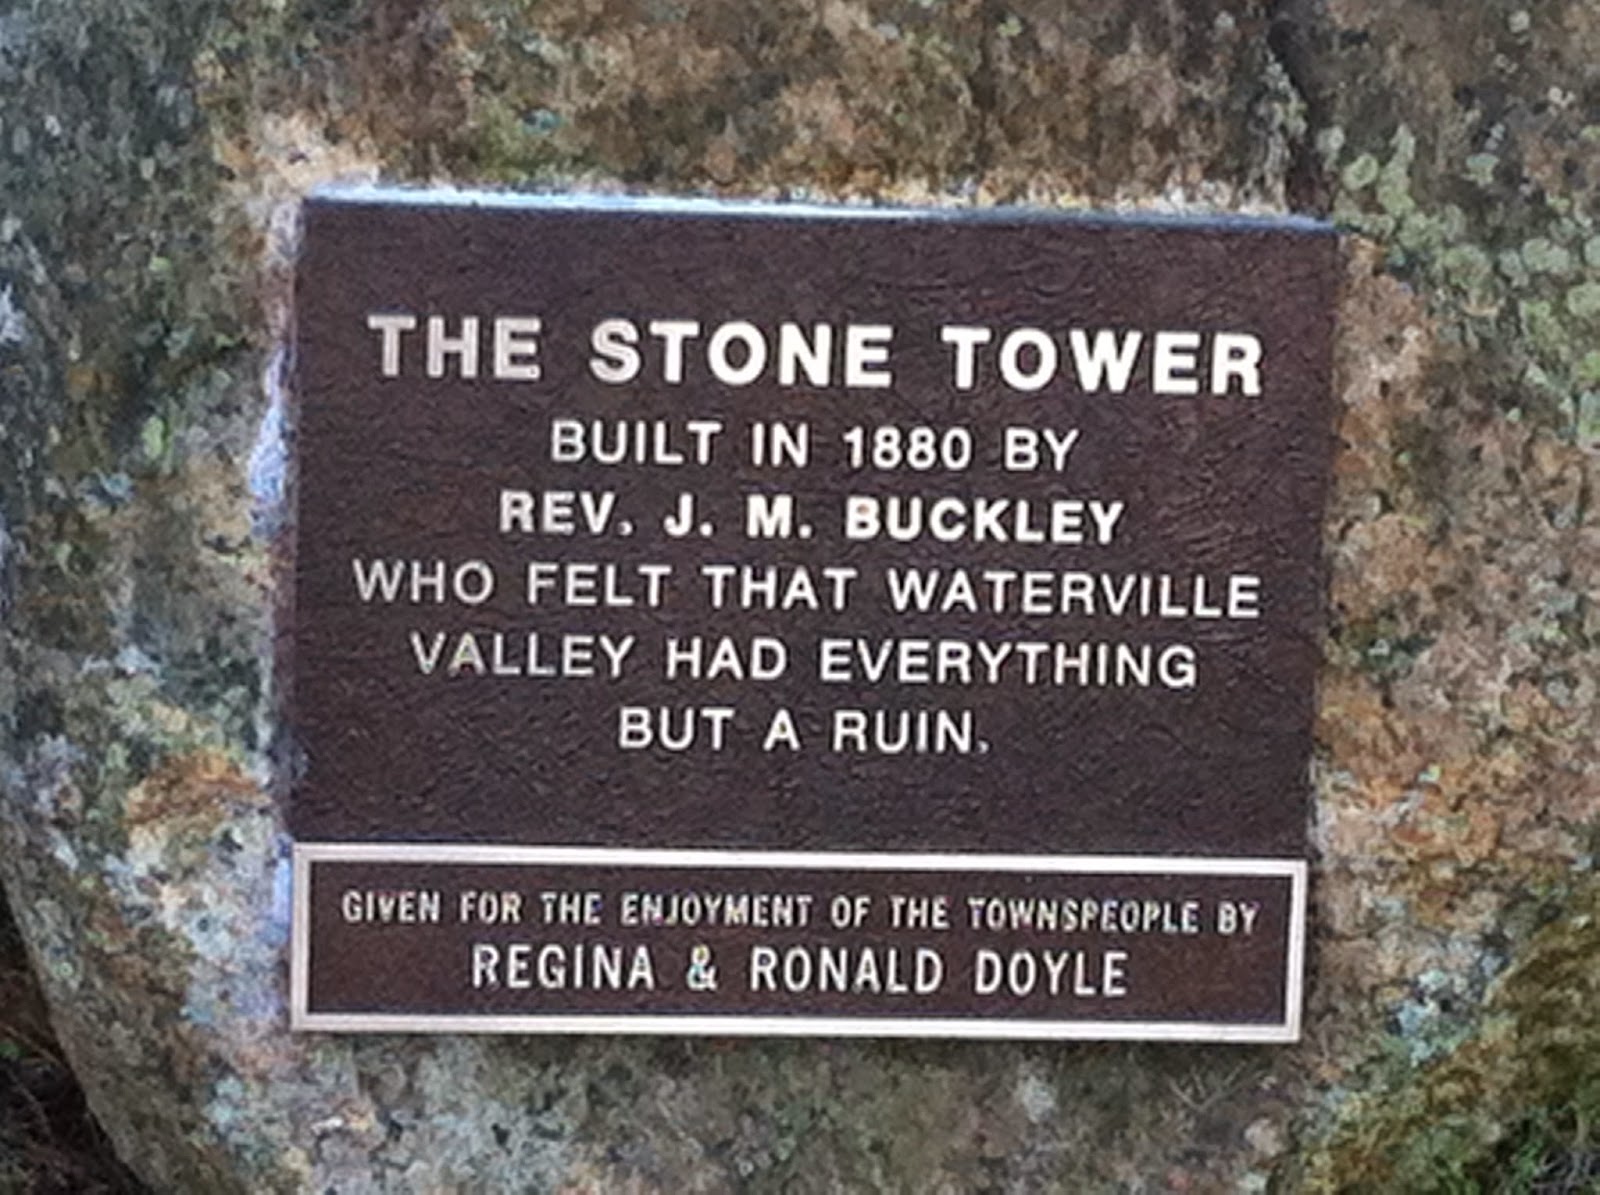 THE STONE TOWER
BUILT IN 1880 BY
REV. J. M. BUCKLEY
WHO FELT THAT WATERVILLE
VALLEY HAD EVERYTHING
BUT A RUIN.
GIVEN FOR THE ENJOYMENT OF THE TOWNSPEOPLE BY
REGINA & RONALD DOYLE